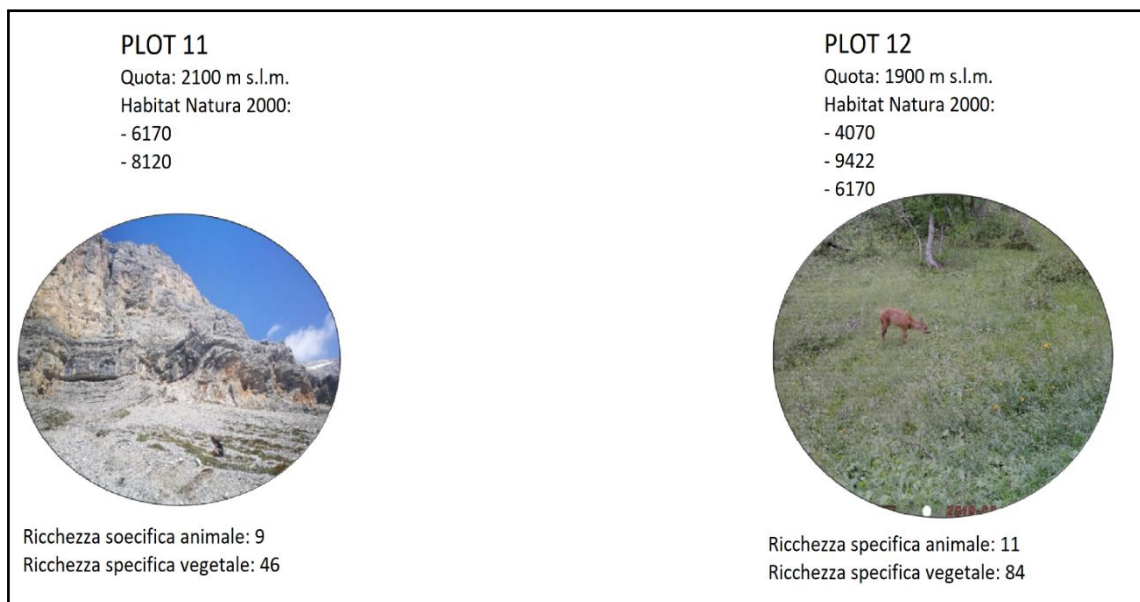 PLOT 11
Quota: 2100 m s.l.m.
Habitat Natura 2000:
- 6170
- 8120
Ricchezza soecifica animale: 9
Ricchezza specifica vegetale: 46
PLOT 12
Quota: 1900 m s.l.m.
Habitat Natura 2000:
- 4070
- 9422
- 6170
Ricchezza specifica animale: 11
Ricchezza specifica vegetale: 84